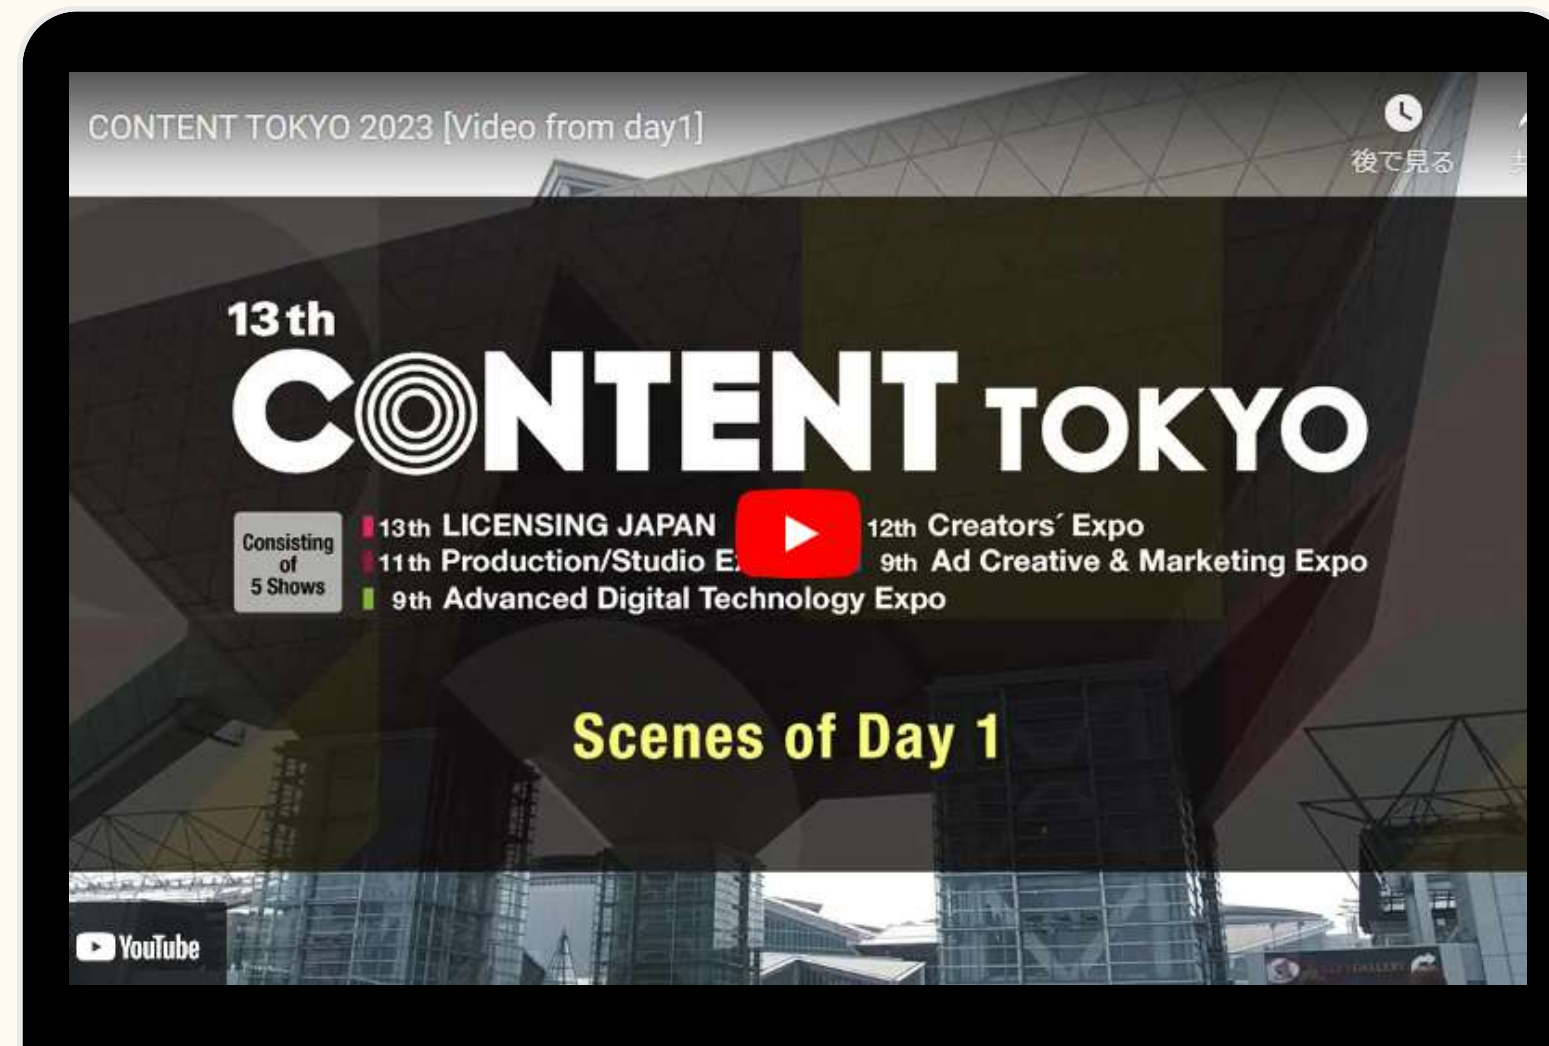 CONTENT TOKYO 2023 [Video from day1]
後で見る
13th
CONTENT TOKYO
Consisting
of
5 Shows
13th LICENSING JAPAN
12th Creators´ Expo
11th Production/Studio
9th Ad Creative & Marketing Expo
9th Advanced Digital Technology Expo
Scenes of Day 1
YouTube